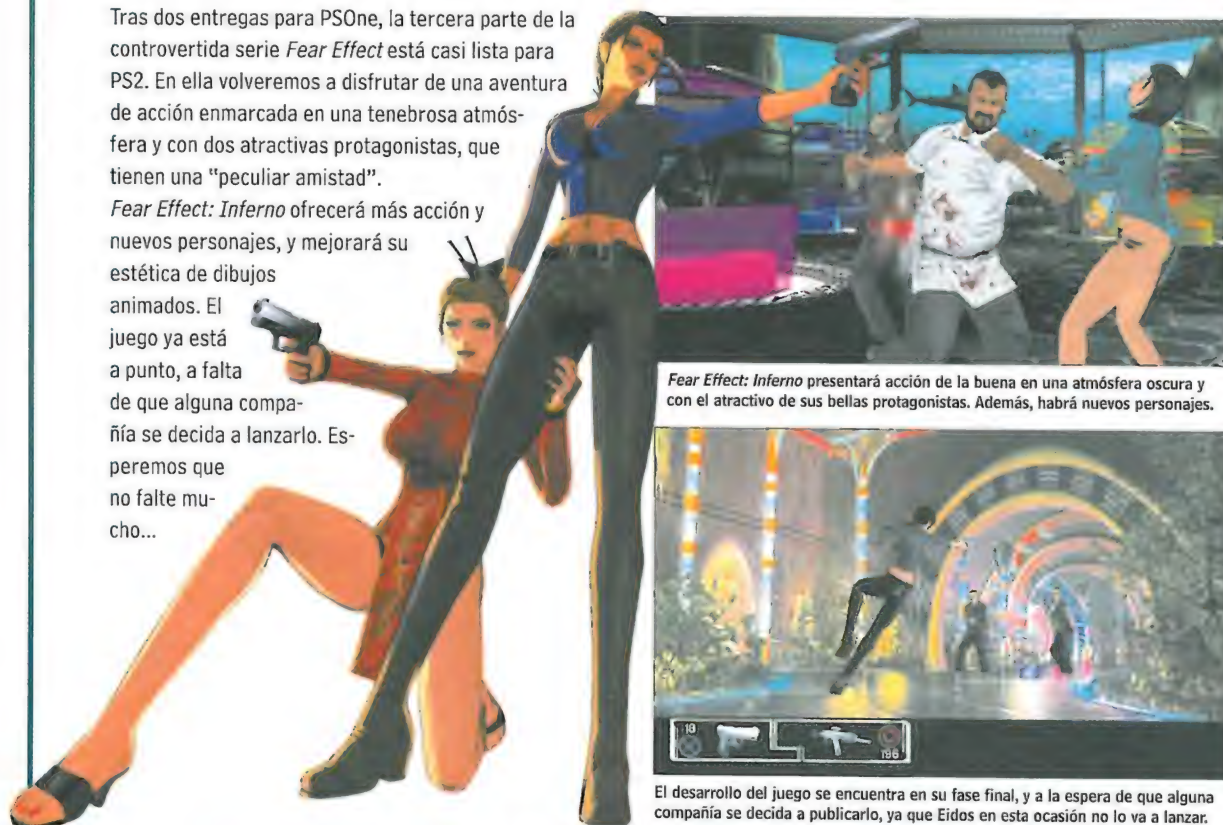 Tras dos entregas para PSOne, la tercera parte de la
controvertida serie Fear Effect está casi lista para
PS2. En ella volveremos a disfrutar de una aventura
de acción enmarcada en una tenebrosa atmós-
fera y con dos atractivas protagonistas, que
tienen una "peculiar amistad".
Fear Effect: Inferno ofrecerá más acción y
nuevos personajes, y mejorará su
estética de dibujos
animados. El
juego ya está
a punto, a falta
de que alguna compa-
ñía se decida a lanzarlo. Es-
peremos que
no falte mu-
cho...
Fear Effect: Inferno presentará acción de la buena en una atmósfera oscura y
con el atractivo de sus bellas protagonistas. Además, habrá nuevos personajes.
18
196
El desarrollo del juego se encuentra en su fase final, y a la espera de que alguna
compañía se decida a publicarlo, ya que Eidos en esta ocasión no lo va a lanzar.